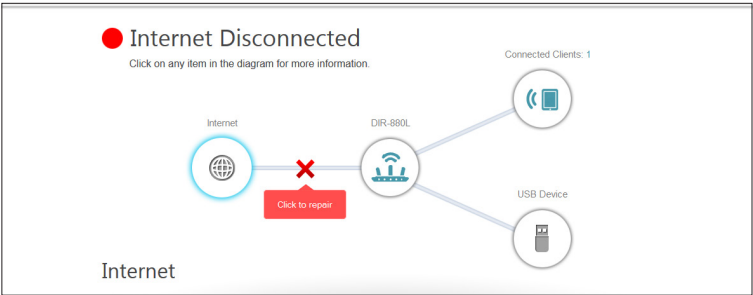 Internet Disconnected
Click on any item in the diagram for more information.
Connected Clients: 1
Internet
DIR-880L
Click to repair
USB Device
Internet